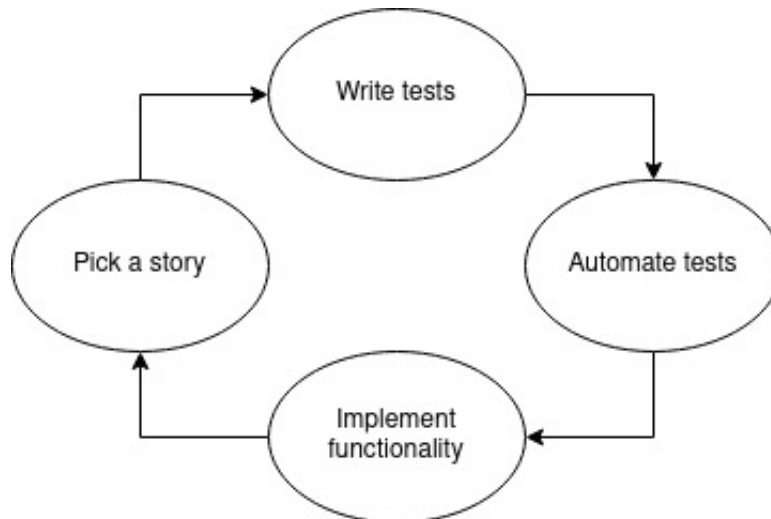 Write tests
Pick a story
Automate tests
Implement
functionality